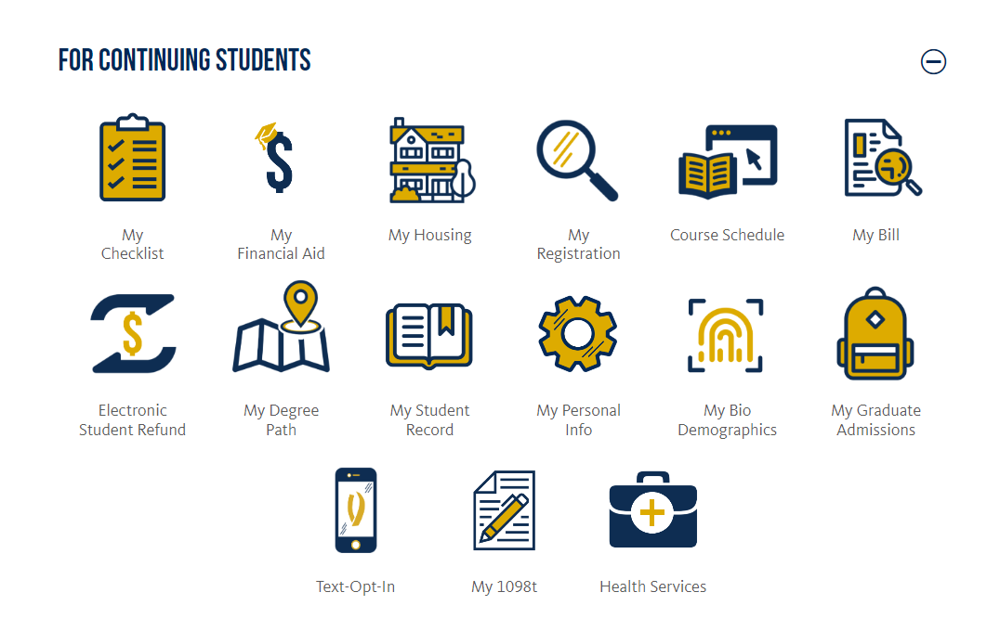 FOR CONTINUING STUDENTS
My
Checklist
My
Financial Aid
My Housing
My
Registration
Course Schedule
My Bill
Electronic
Student Refund
My Degree
Path
My Student
Record
My Personal
Info
My Bio
Demographics
My Graduate
Admissions
Text-Opt-In
My 1098t
Health Services